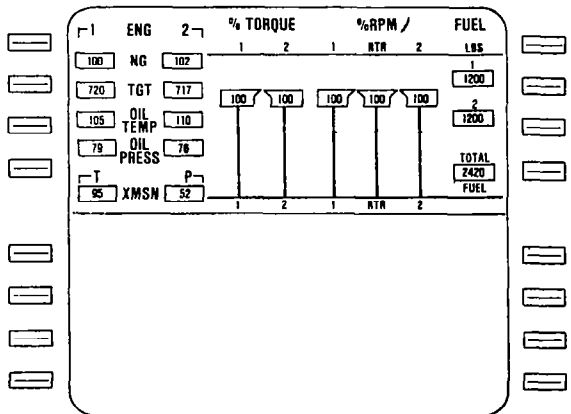 1 ENG 2 % TORQUE %RPM FUEL
1 2 1 RTR 2 LBS
100 NG 102 1
720 TGT 717 1200
100 100 100 100 100
105 OIL TEMP 110 2
1200
79 OIL PRESS 76
T P TOTAL
95 XMSN 52 2420
1 2 1 RTR 2 FUEL